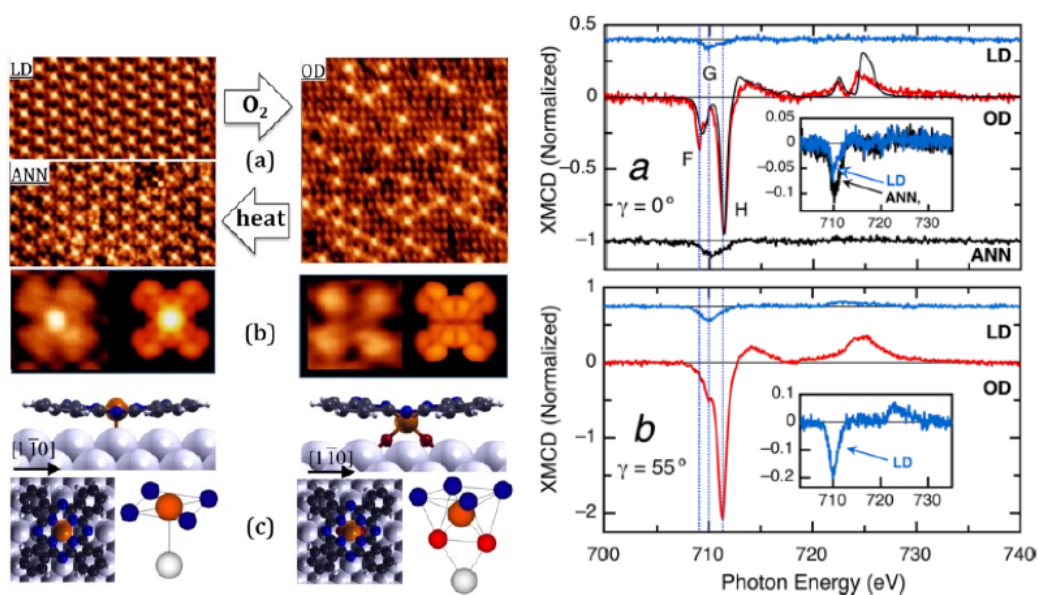 LD
O₂
OD
(a)
ANN
heat
(b)
[11̅0]
[11̅0]
(c)
XMCD (Normalized)
0.5
0
−0.5
−1
LD
G
OD
F
H
a
γ = 0°
0.05
0
−0.05
−0.1
LD
ANN,
710 720 730
ANN
XMCD (Normalized)
1
0
−1
−2
LD
OD
b
γ = 55°
0.1
0
−0.1
−0.2
LD
710 720 730
700 710 720 730 740
Photon Energy (eV)